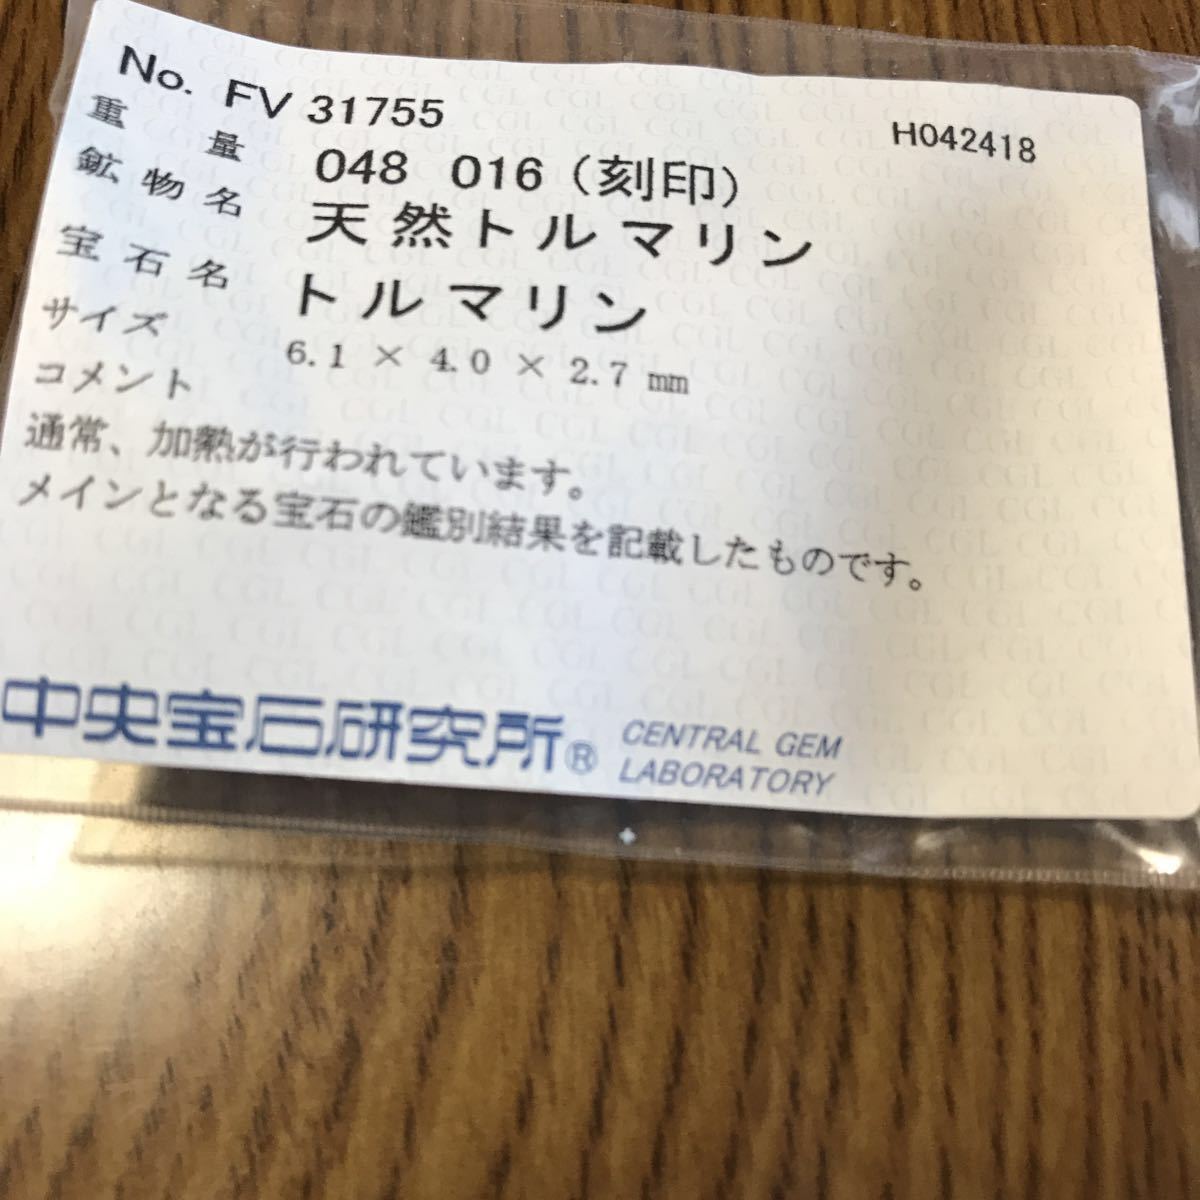 No. FV 31755 H042418
重量 048 016 (刻印)
鉱物名 天然トルマリン
宝石名 トルマリン
サイズ 6.1 × 4.0 × 2.7 mm
コメント
通常、加熱が行われています。
メインとなる宝石の鑑別結果を記載したものです。
中央宝石研究所® CENTRAL GEM
LABORATORY